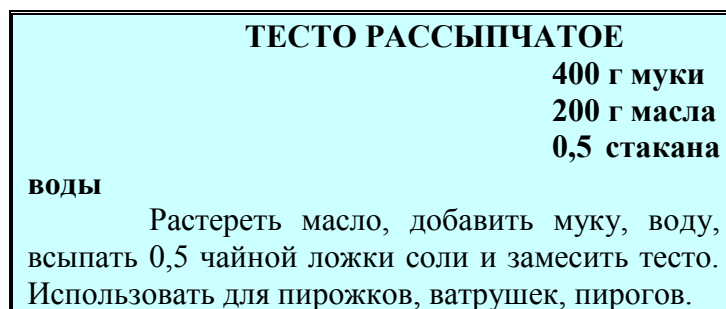 ТЕСТО РАССЫПЧАТОЕ
400 г муки
200 г масла
0,5 стакана
воды
Растереть масло, добавить муку, воду,
всыпать 0,5 чайной ложки соли и замесить тесто.
Использовать для пирожков, ватрушек, пирогов.